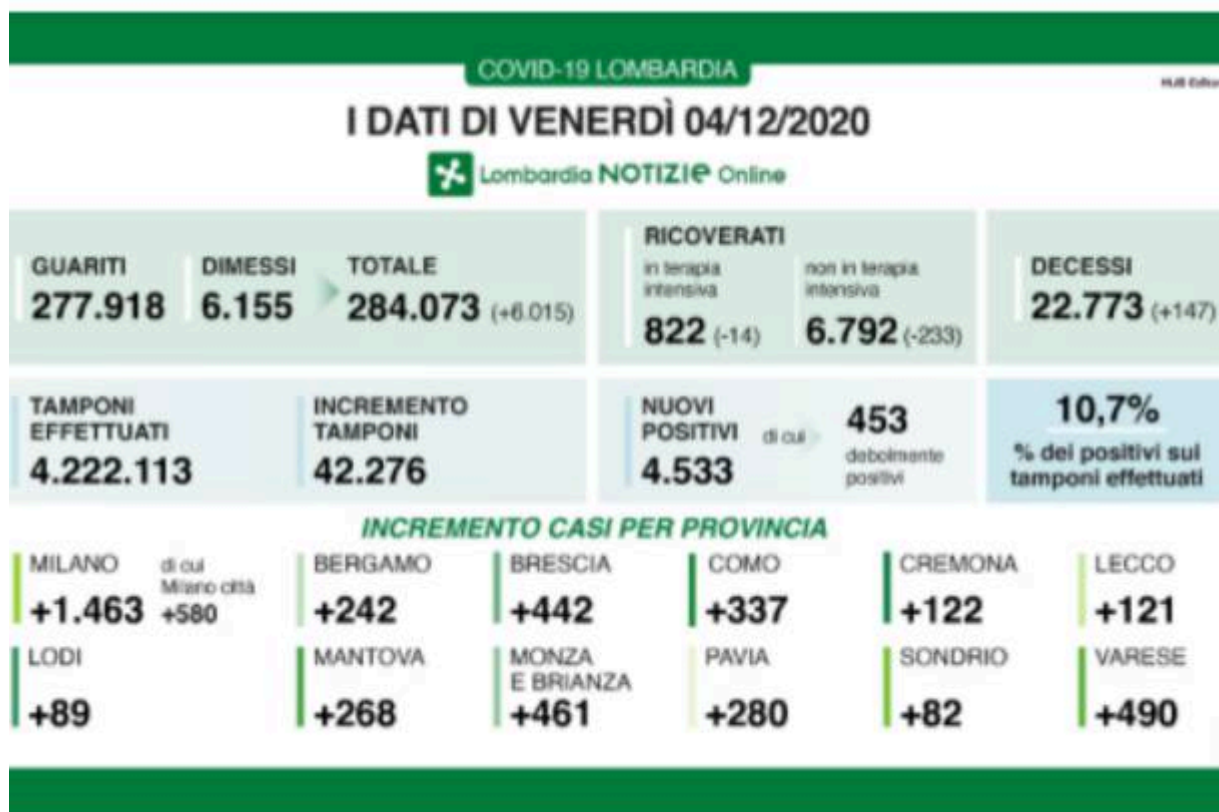 COVID-19 LOMBARDIA
I DATI DI VENERDÌ 04/12/2020
Lombardia NOTIZIE Online
GUARITI
277.918
DIMESSI
6.155
TOTALE
284.073 (+6.015)
RICOVERATI
in terapia
intensiva
822 (-14)
non in terapia
intensiva
6.792 (-233)
DECESSI
22.773 (+147)
TAMPONI
EFFETTUATI
4.222.113
INCREMENTO
TAMPONI
42.276
NUOVI
POSITIVI
4.533
di cui
453
debolmente
positivi
10,7%
% dei positivi sui
tamponi effettuati
INCREMENTO CASI PER PROVINCIA
MILANO
+1.463
di cui
Milano città
+580
BERGAMO
+242
BRESCIA
+442
COMO
+337
CREMONA
+122
LECCO
+121
LODI
+89
MANTOVA
+268
MONZA
E BRIANZA
+461
PAVIA
+280
SONDRIO
+82
VARESE
+490